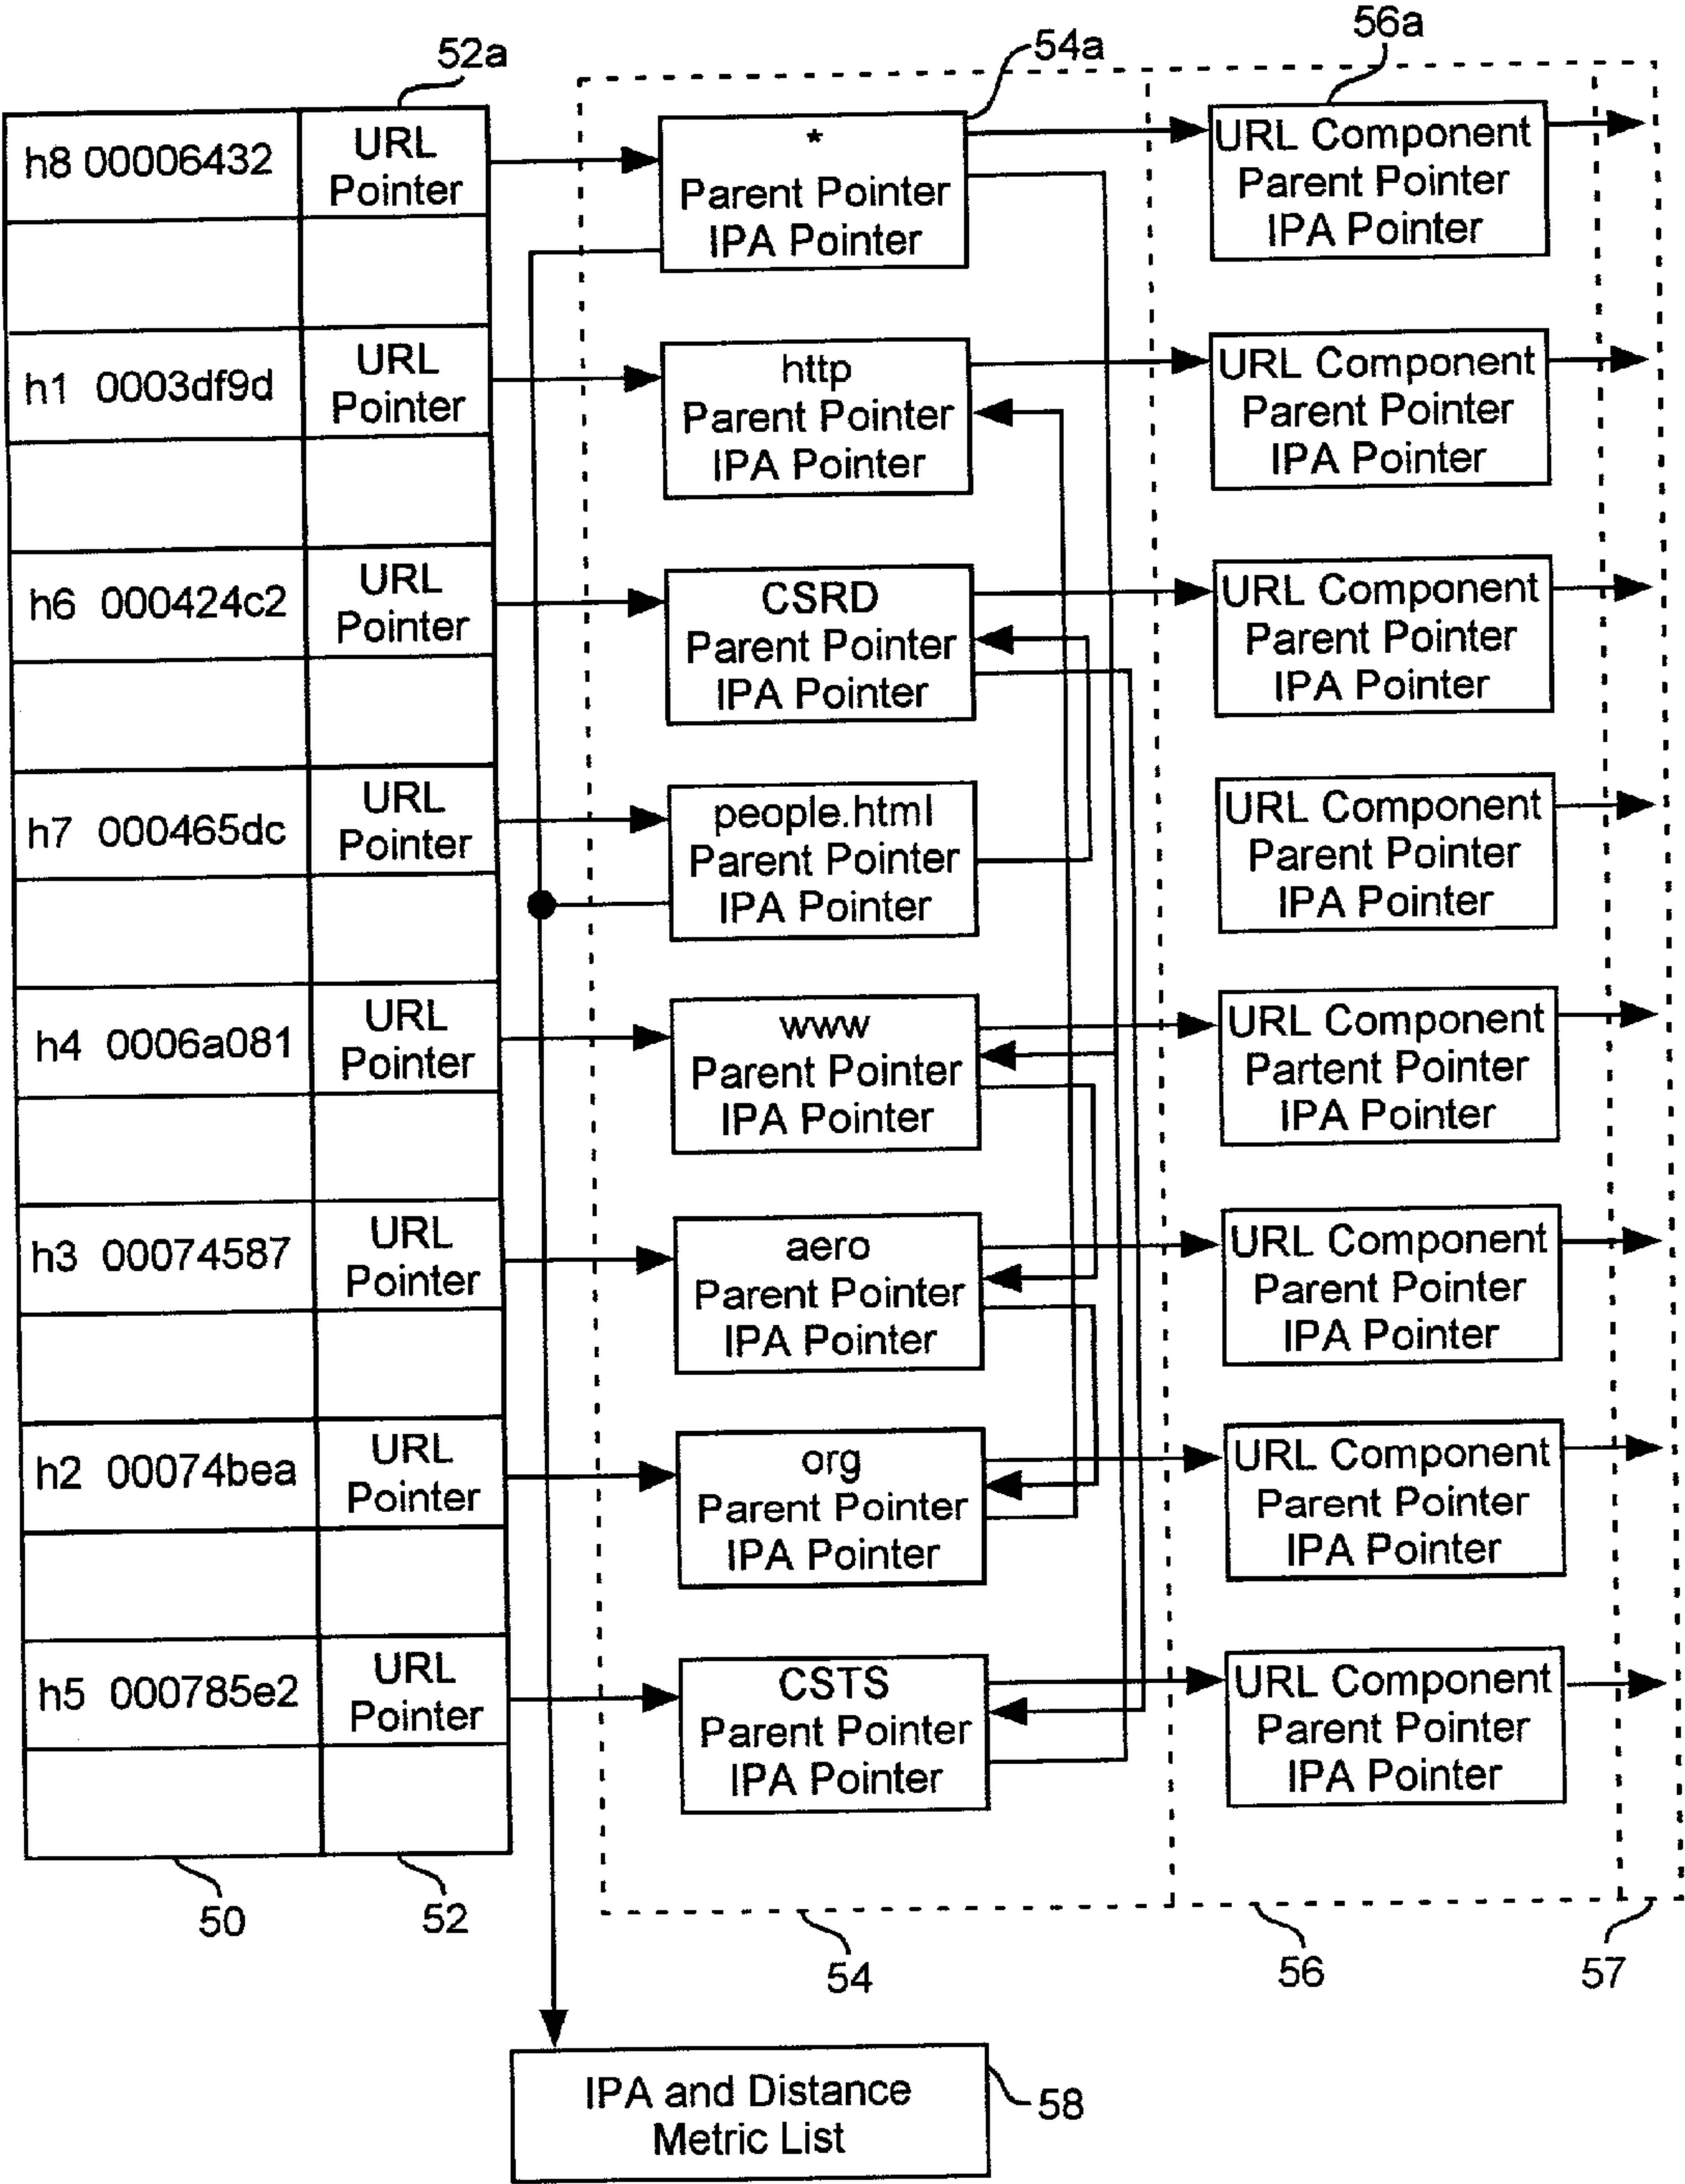 52a
54a
56a
h8 00006432
URL
Pointer
*
Parent Pointer
IPA Pointer
URL Component
Parent Pointer
IPA Pointer
h1 0003df9d
URL
Pointer
http
Parent Pointer
IPA Pointer
URL Component
Parent Pointer
IPA Pointer
h6 000424c2
URL
Pointer
CSRD
Parent Pointer
IPA Pointer
URL Component
Parent Pointer
IPA Pointer
h7 000465dc
URL
Pointer
people.html
Parent Pointer
IPA Pointer
URL Component
Parent Pointer
IPA Pointer
h4 0006a081
URL
Pointer
www
Parent Pointer
IPA Pointer
URL Component
Partent Pointer
IPA Pointer
h3 00074587
URL
Pointer
aero
Parent Pointer
IPA Pointer
URL Component
Parent Pointer
IPA Pointer
h2 00074bea
URL
Pointer
org
Parent Pointer
IPA Pointer
URL Component
Parent Pointer
IPA Pointer
h5 000785e2
URL
Pointer
CSTS
Parent Pointer
IPA Pointer
URL Component
Parent Pointer
IPA Pointer
50
52
54
56
57
IPA and Distance
Metric List
58